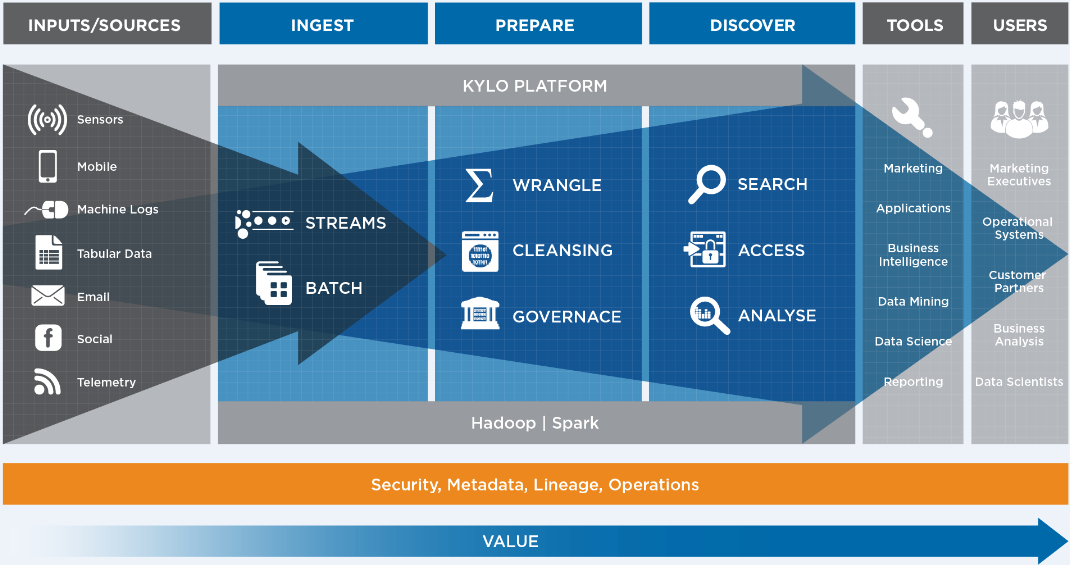 INPUTS/SOURCES
INGEST
PREPARE
DISCOVER
TOOLS
USERS
KYLO PLATFORM
Sensors
Mobile
Machine Logs
Tabular Data
Email
Social
Telemetry
STREAMS
BATCH
WRANGLE
CLEANSING
GOVERNACE
SEARCH
ACCESS
ANALYSE
Marketing
Applications
Business
Intelligence
Data Mining
Data Science
Reporting
Marketing
Executives
Operational
Systems
Customer
Partners
Business
Analysis
Data Scientists
Hadoop | Spark
Security, Metadata, Lineage, Operations
VALUE